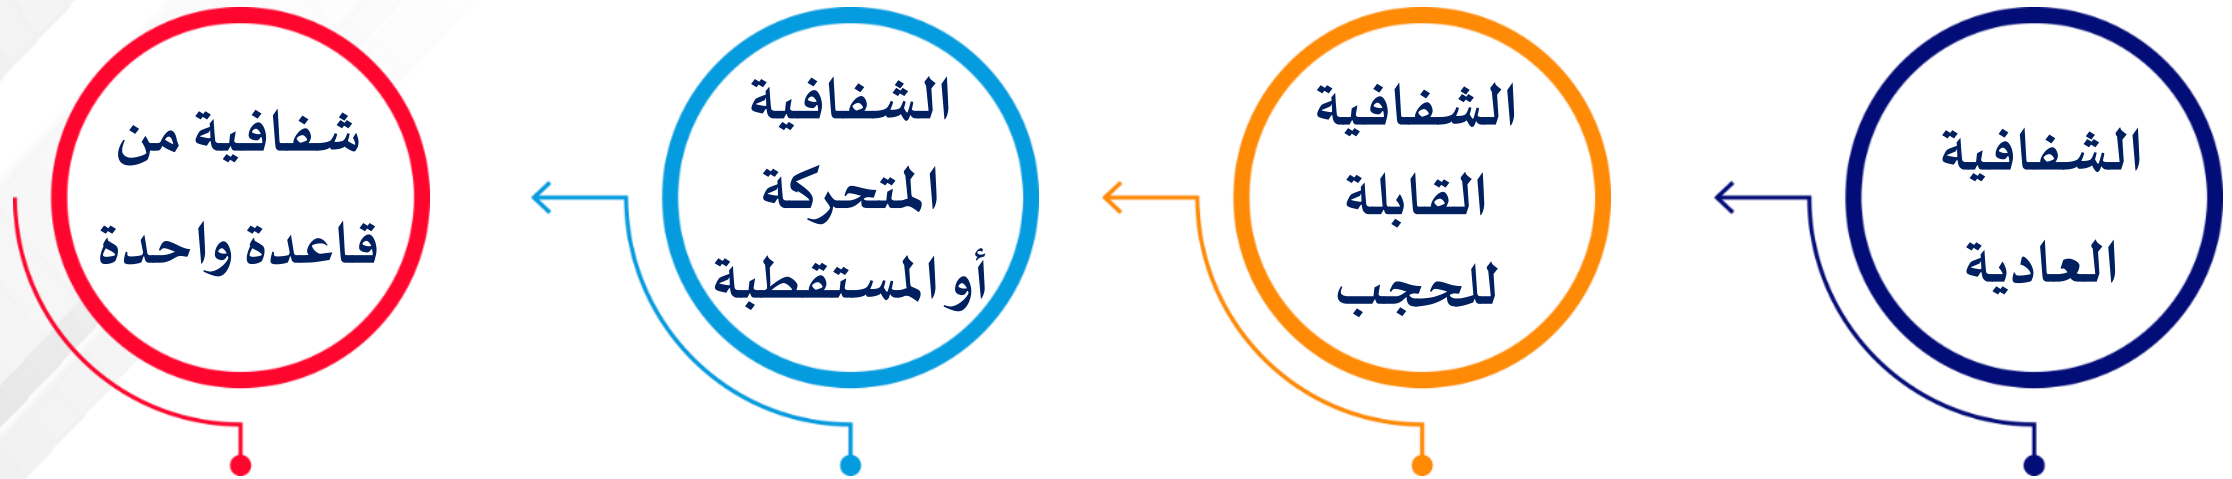 الشفافية
العادية
الشفافية
القابلة
للحجب
الشفافية
المتحركة
أو المستقطبة
شفافية من
قاعدة واحدة